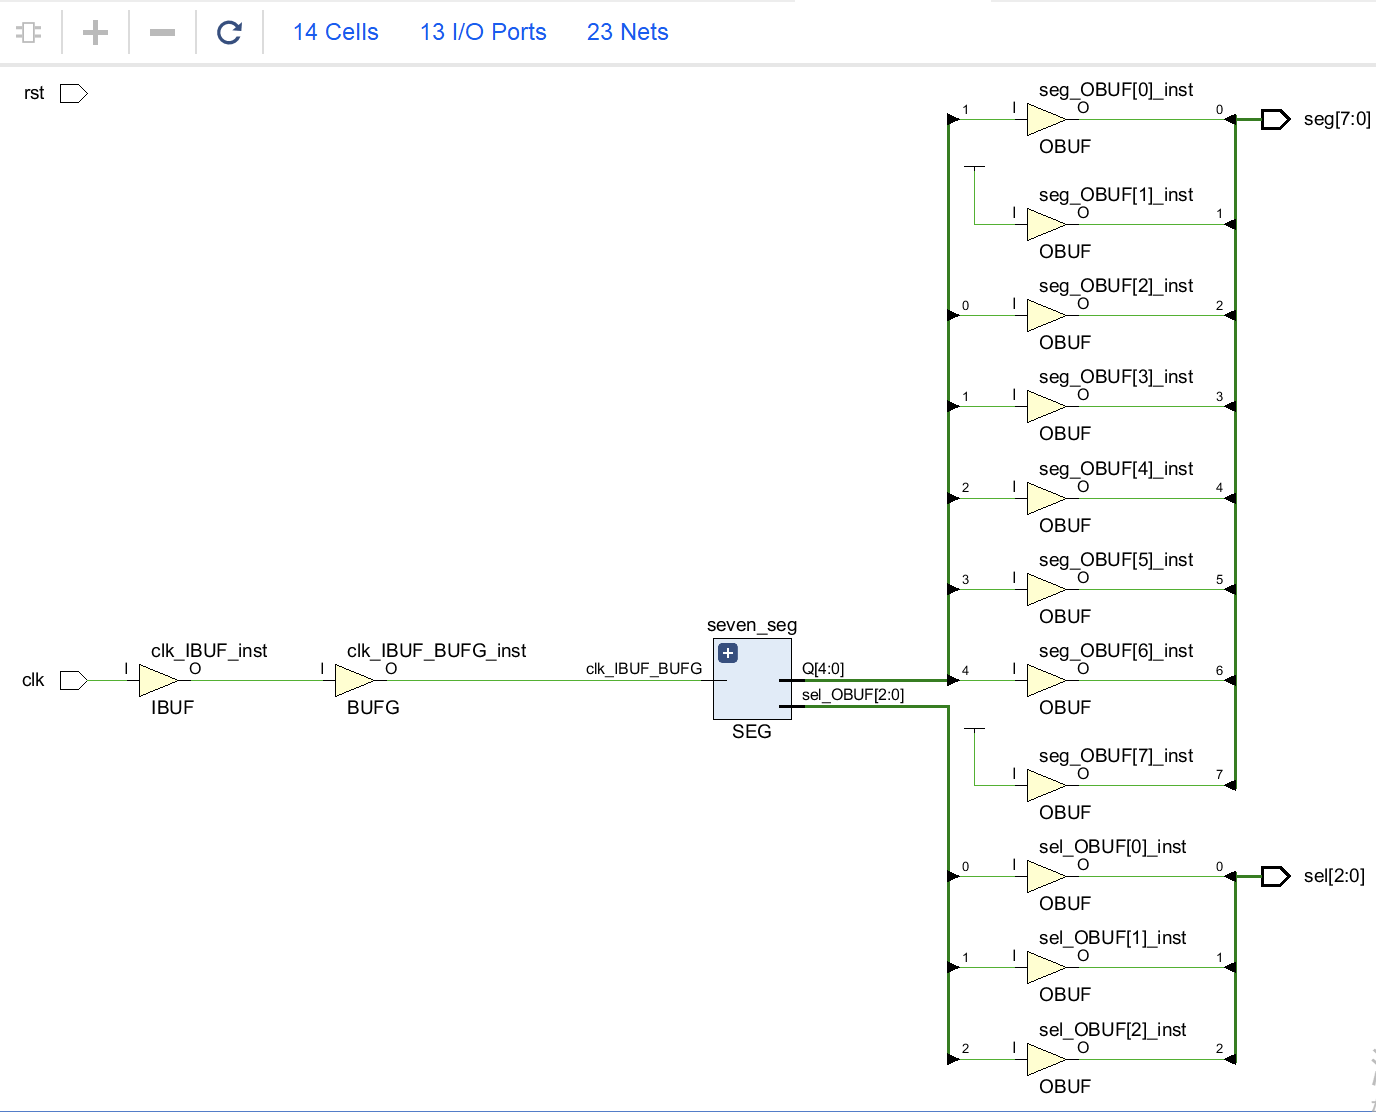 14 Cells 13 I/O Ports 23 Nets
rst
seg_OBUF[0]_inst
1 I O 0 seg[7:0]
OBUF
seg_OBUF[1]_inst
I O 1
OBUF
seg_OBUF[2]_inst
0 I O 2
OBUF
seg_OBUF[3]_inst
1 I O 3
OBUF
seg_OBUF[4]_inst
2 I O 4
OBUF
seg_OBUF[5]_inst
3 I O 5
OBUF
seven_seg
clk_IBUF_inst clk_IBUF_BUFG_inst seg_OBUF[6]_inst
clk I O I O clk_IBUF_BUFG Q[4:0] 4 I O 6
sel_OBUF[2:0]
IBUF BUFG OBUF
SEG
seg_OBUF[7]_inst
I O 7
OBUF
sel_OBUF[0]_inst
0 I O 0 sel[2:0]
OBUF
sel_OBUF[1]_inst
1 I O 1
OBUF
sel_OBUF[2]_inst
2 I O 2
OBUF